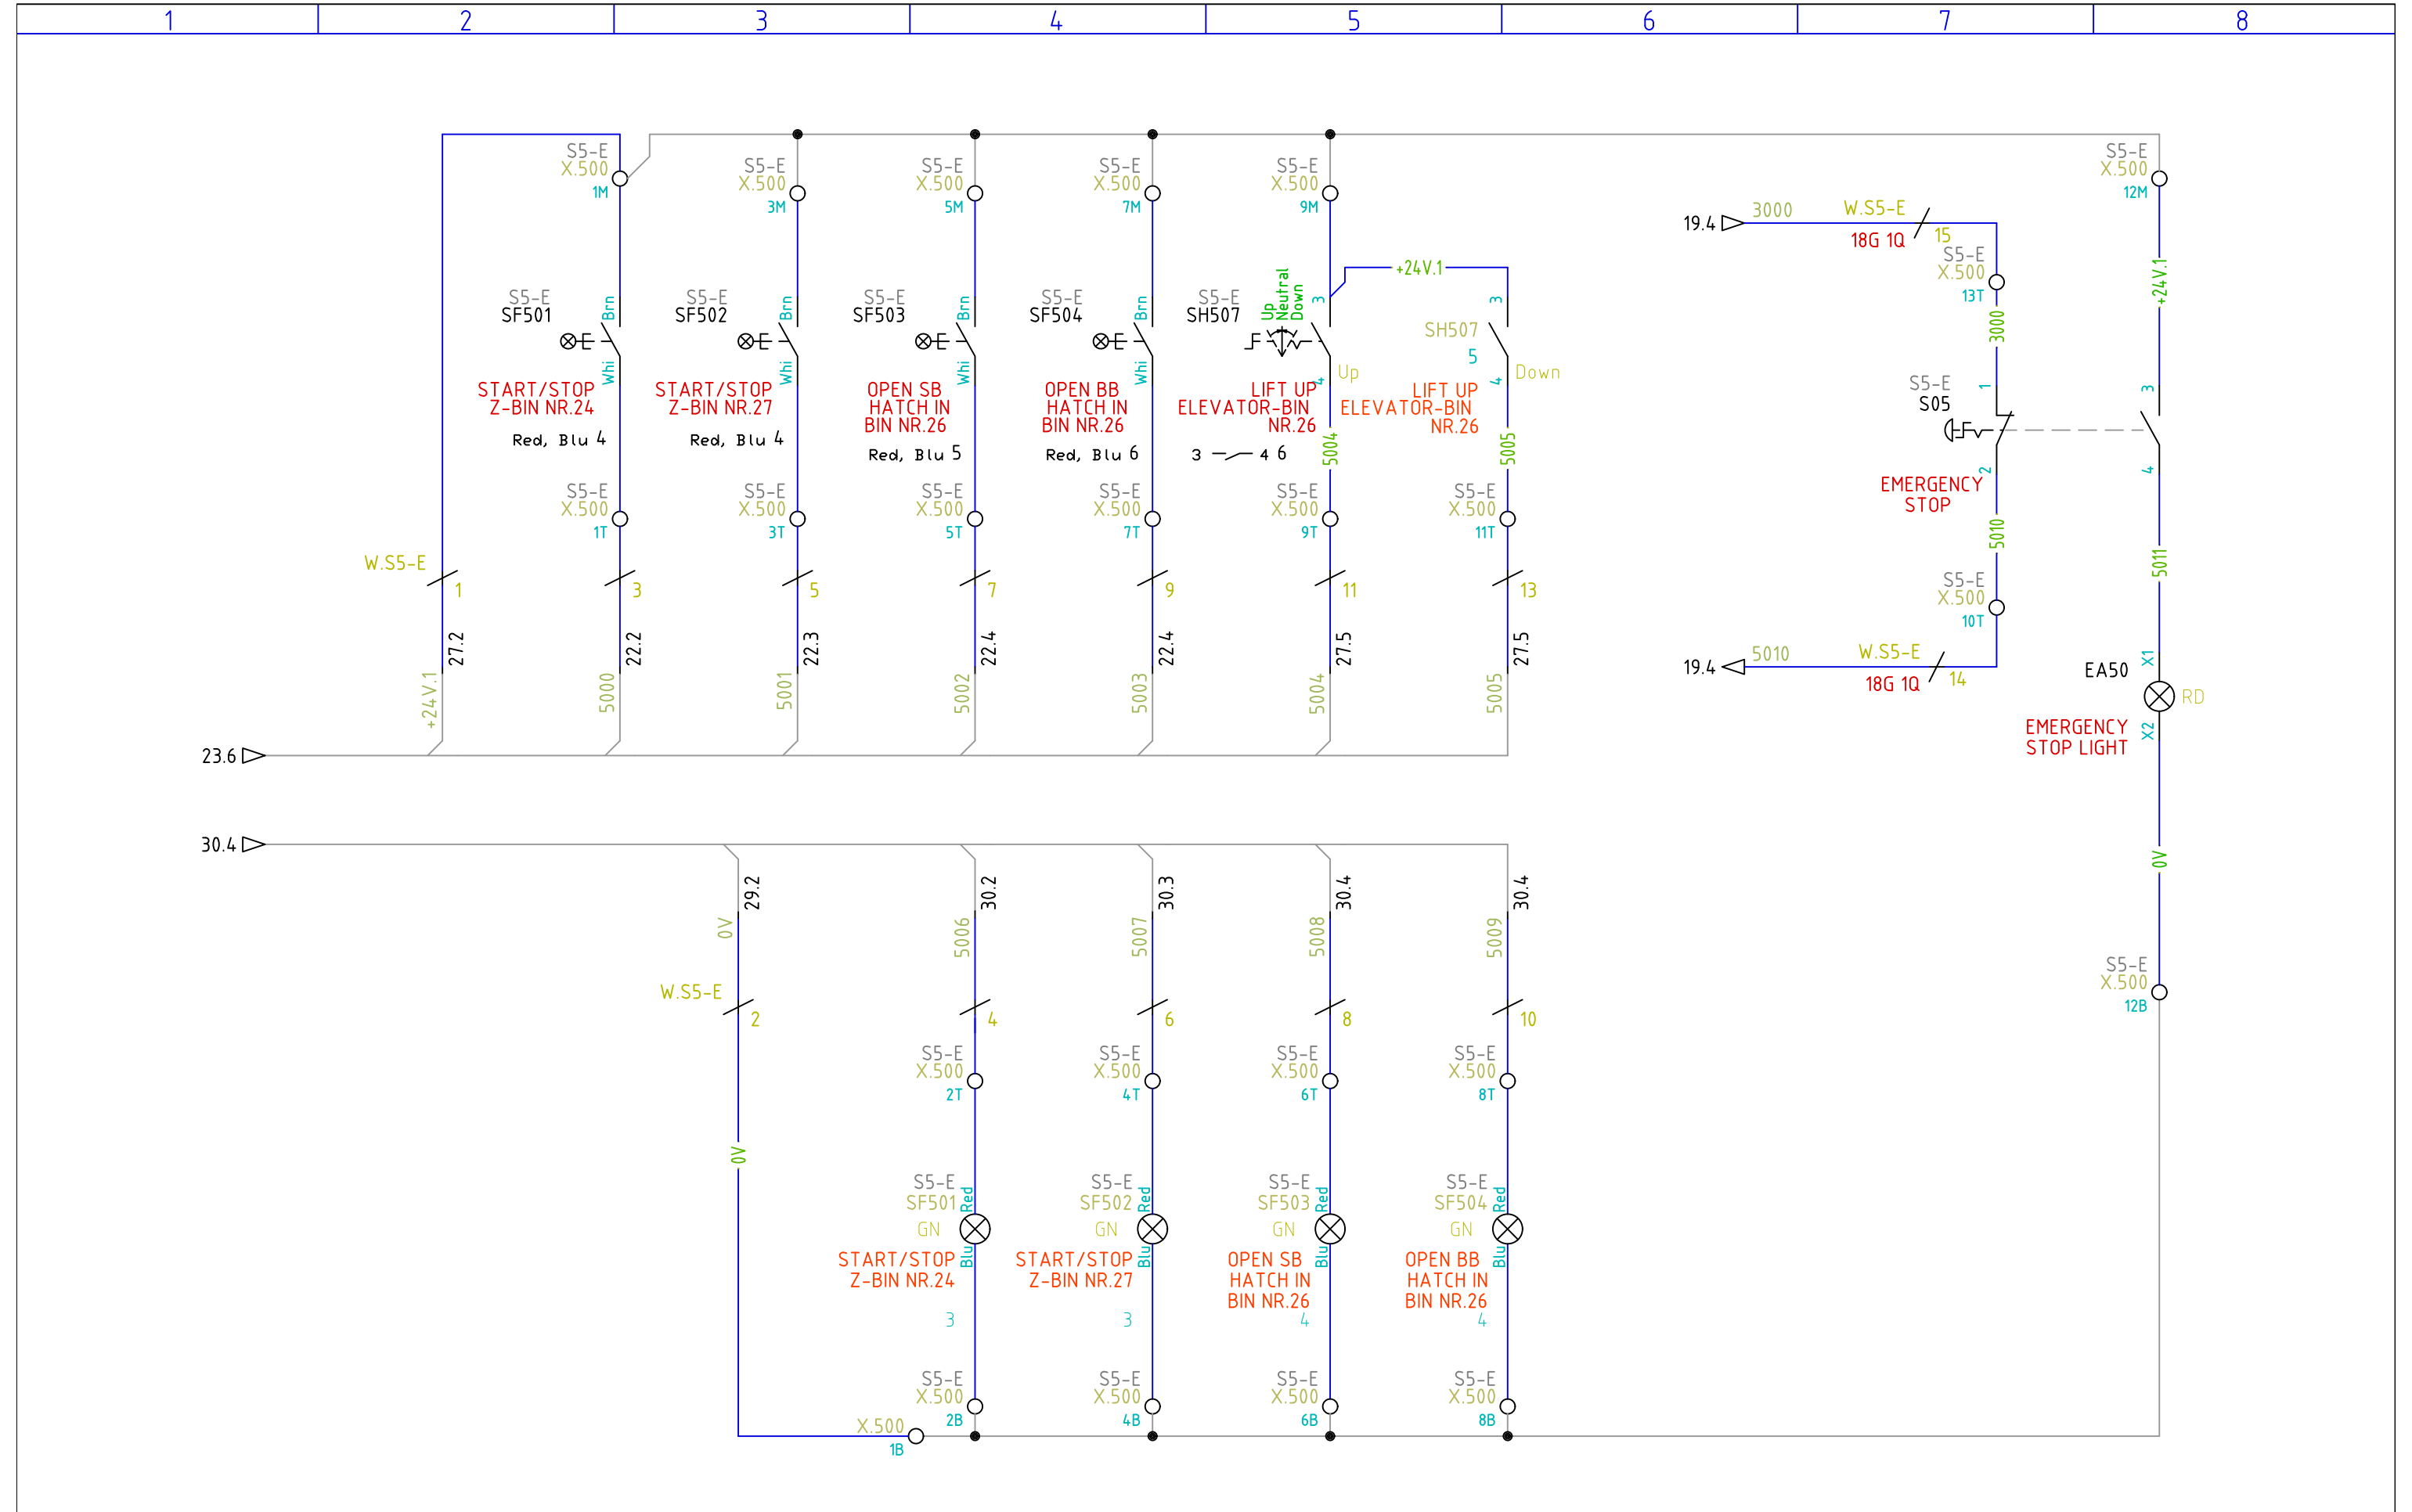 1 2 3 4 5 6 7 8
S5-E
X.500
1M
S5-E
X.500
3M
S5-E
X.500
5M
S5-E
X.500
7M
S5-E
X.500
9M
S5-E
X.500
12M
19.4
3000
W.S5-E
18G 1Q
15
S5-E
X.500
13T
3000
+24V.1
S5-E
SF501
Brn
Whi
START/STOP
Z-BIN NR.24
Red, Blu 4
S5-E
SF502
Brn
Whi
START/STOP
Z-BIN NR.27
Red, Blu 4
S5-E
SF503
Brn
Whi
OPEN SB
HATCH IN
BIN NR.26
Red, Blu 5
S5-E
SF504
Brn
Whi
OPEN BB
HATCH IN
BIN NR.26
Red, Blu 6
S5-E
SH507
Up
Neutral
Down
3
4
Up
LIFT UP
ELEVATOR-BIN
NR.26
3 4 6
5004
+24V.1
SH507
5
3
4
Down
LIFT UP
ELEVATOR-BIN
NR.26
5005
S5-E
S05
1
2
EMERGENCY
STOP
3
4
5010
5011
S5-E
X.500
1T
S5-E
X.500
3T
S5-E
X.500
5T
S5-E
X.500
7T
S5-E
X.500
9T
S5-E
X.500
11T
S5-E
X.500
10T
W.S5-E
1
3
5
7
9
11
13
27.2
22.2
22.3
22.4
22.4
27.5
27.5
+24V.1
5000
5001
5002
5003
5004
5005
19.4
5010
W.S5-E
18G 1Q
14
EA50
X1
X2
RD
EMERGENCY
STOP LIGHT
23.6
30.4
29.2
30.2
30.3
30.4
30.4
0V
5006
5007
5008
5009
0V
W.S5-E
2
4
6
8
10
S5-E
X.500
12B
S5-E
X.500
2T
S5-E
X.500
4T
S5-E
X.500
6T
S5-E
X.500
8T
0V
S5-E
SF501
GN
Red
Blu
START/STOP
Z-BIN NR.24
3
S5-E
SF502
GN
Red
Blu
START/STOP
Z-BIN NR.27
3
S5-E
SF503
GN
Red
Blu
OPEN SB
HATCH IN
BIN NR.26
4
S5-E
SF504
GN
Red
Blu
OPEN BB
HATCH IN
BIN NR.26
4
S5-E
X.500
2B
S5-E
X.500
4B
S5-E
X.500
6B
S5-E
X.500
8B
X.500
1B